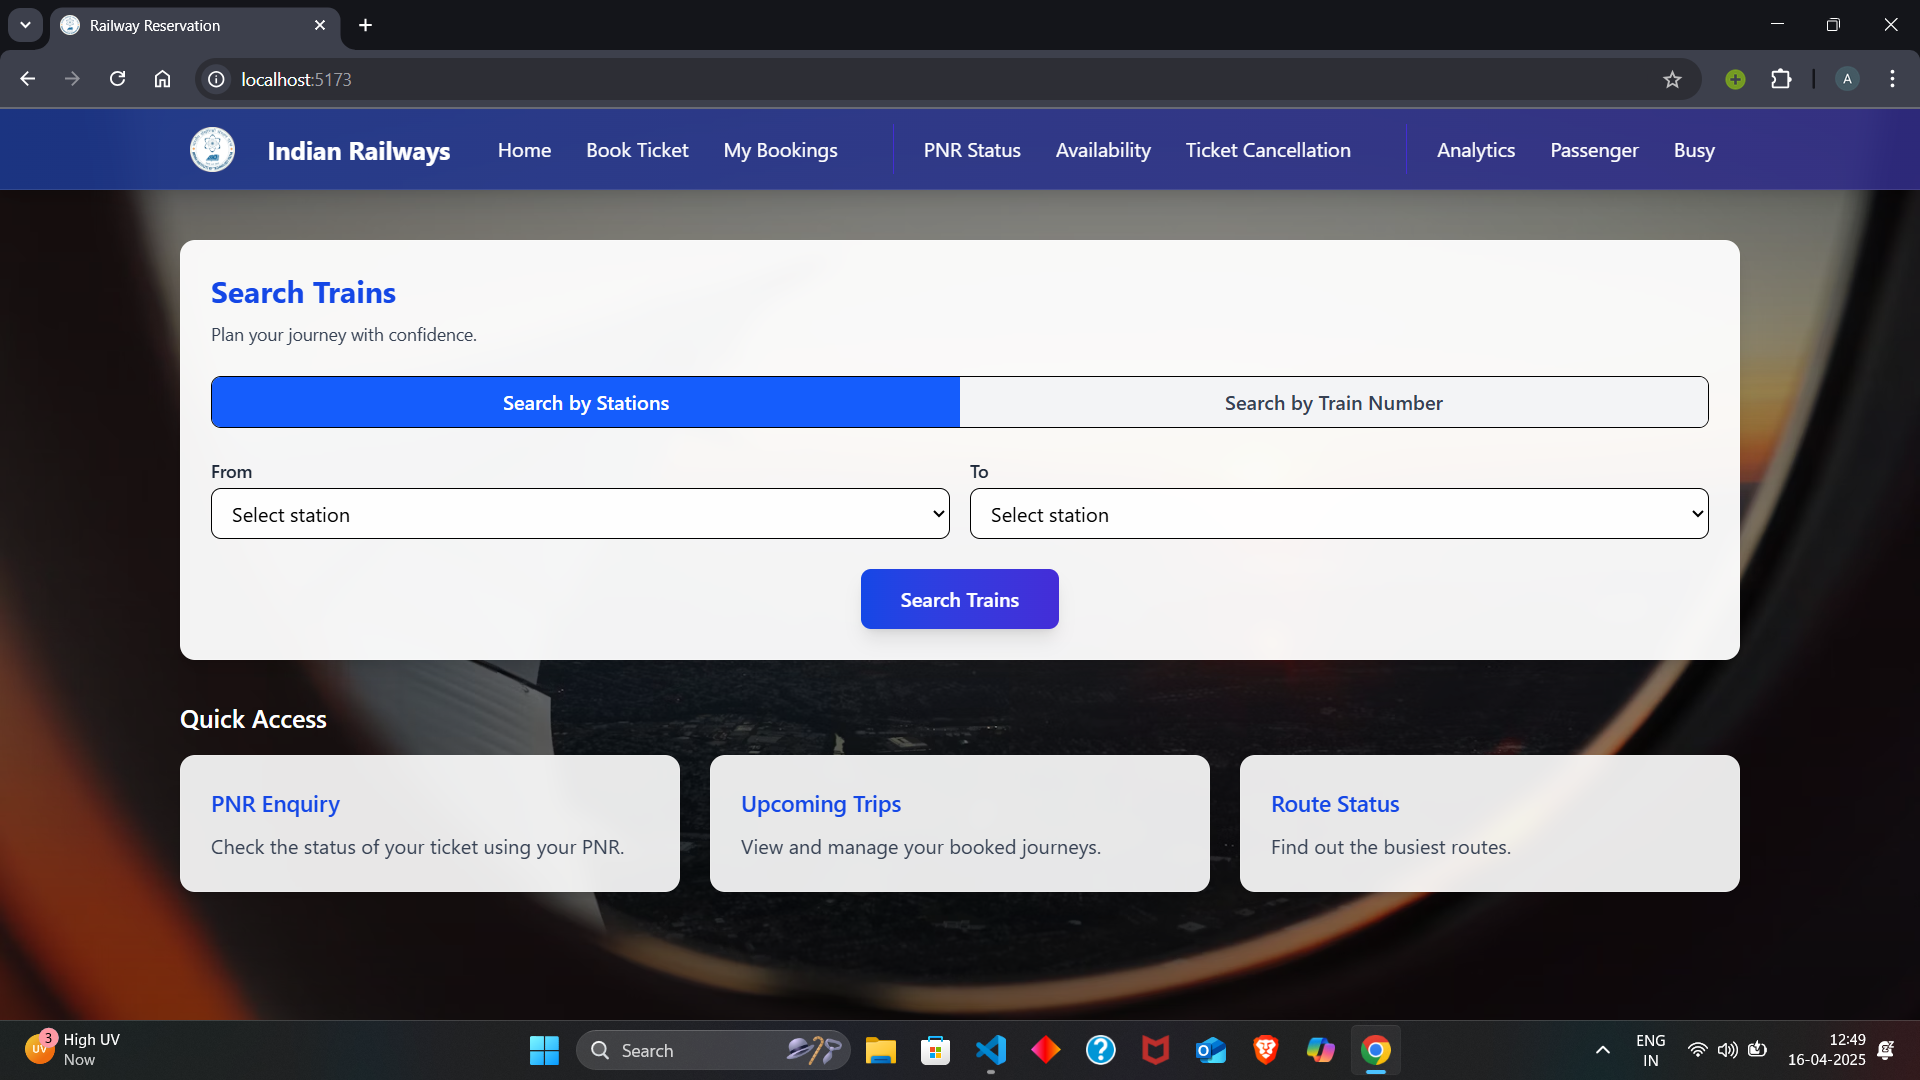 Railway Reservation
localhost:5173
A
Indian Railways
Home
Book Ticket
My Bookings
PNR Status
Availability
Ticket Cancellation
Analytics
Passenger
Busy
Search Trains
Plan your journey with confidence.
Search by Stations
Search by Train Number
From
To
Select station
Select station
Search Trains
Quick Access
PNR Enquiry
Check the status of your ticket using your PNR.
Upcoming Trips
View and manage your booked journeys.
Route Status
Find out the busiest routes.
UV
3
High UV
Now
Search
ENG
IN
12:49
16-04-2025